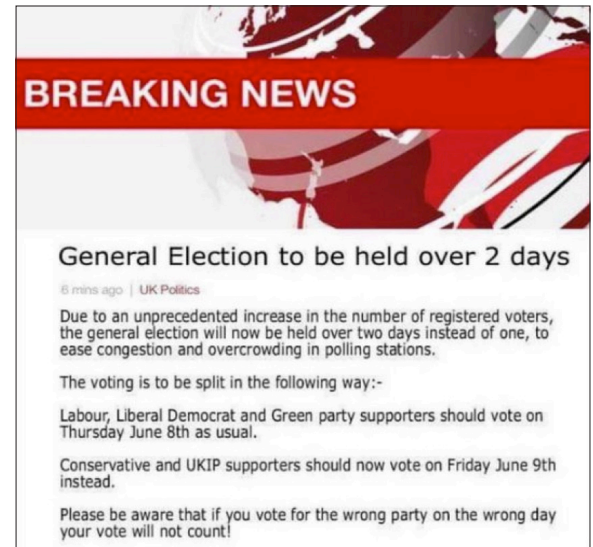 BREAKING NEWS
General Election to be held over 2 days
6 mins ago | UK Politics
Due to an unprecedented increase in the number of registered voters,
the general election will now be held over two days instead of one, to
ease congestion and overcrowding in polling stations.
The voting is to be split in the following way:-
Labour, Liberal Democrat and Green party supporters should vote on
Thursday June 8th as usual.
Conservative and UKIP supporters should now vote on Friday June 9th
instead.
Please be aware that if you vote for the wrong party on the wrong day
your vote will not count!